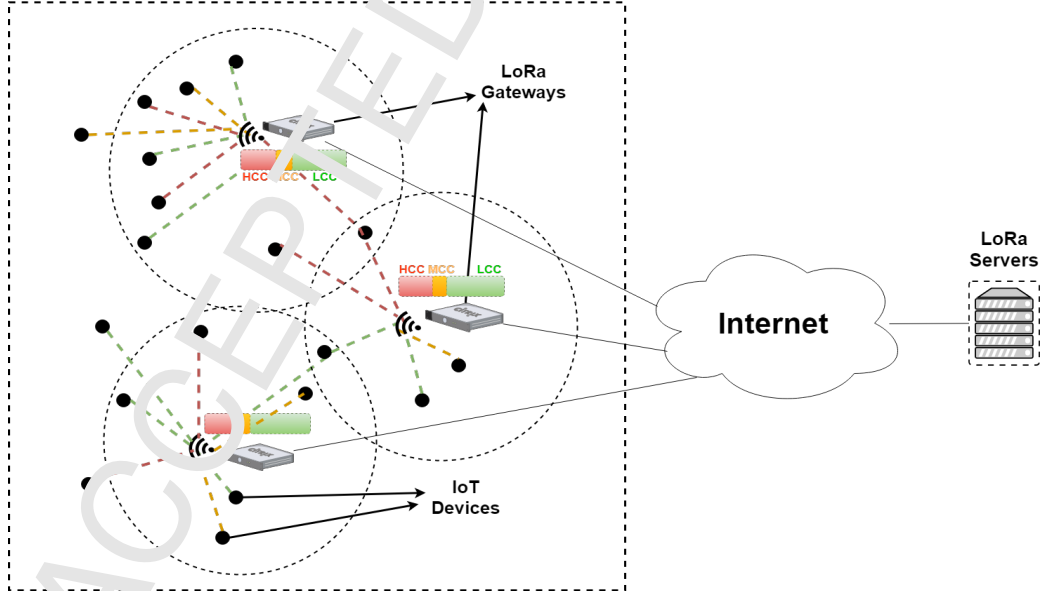 ACCEPTED
LoRa
Gateways
HCC MCC LCC
HCC MCC LCC
Internet
LoRa
Servers
IoT
Devices